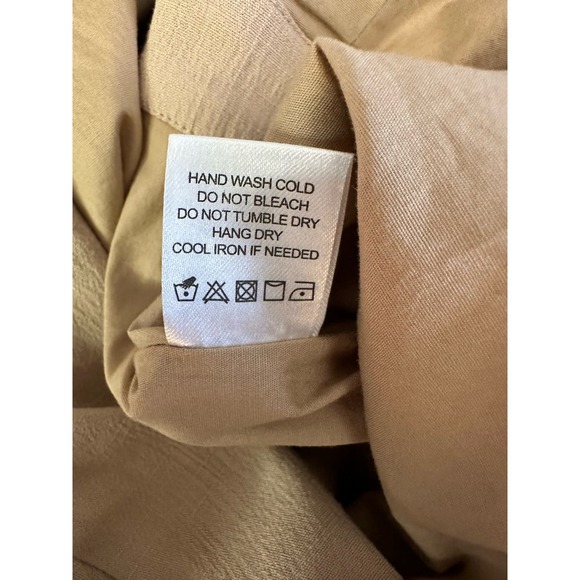 HAND WASH COLD
DO NOT BLEACH
DO NOT TUMBLE DRY
HANG DRY
COOL IRON IF NEEDED